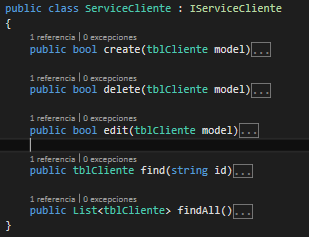 public class ServiceCliente : IServiceCliente
{
1 referencia | 0 excepciones
public bool create(tblCliente model)...
1 referencia | 0 excepciones
public bool delete(tblCliente model)...
1 referencia | 0 excepciones
public bool edit(tblCliente model)...
1 referencia | 0 excepciones
public tblCliente find(string id)...
1 referencia | 0 excepciones
public List<tblCliente> findAll()...
}